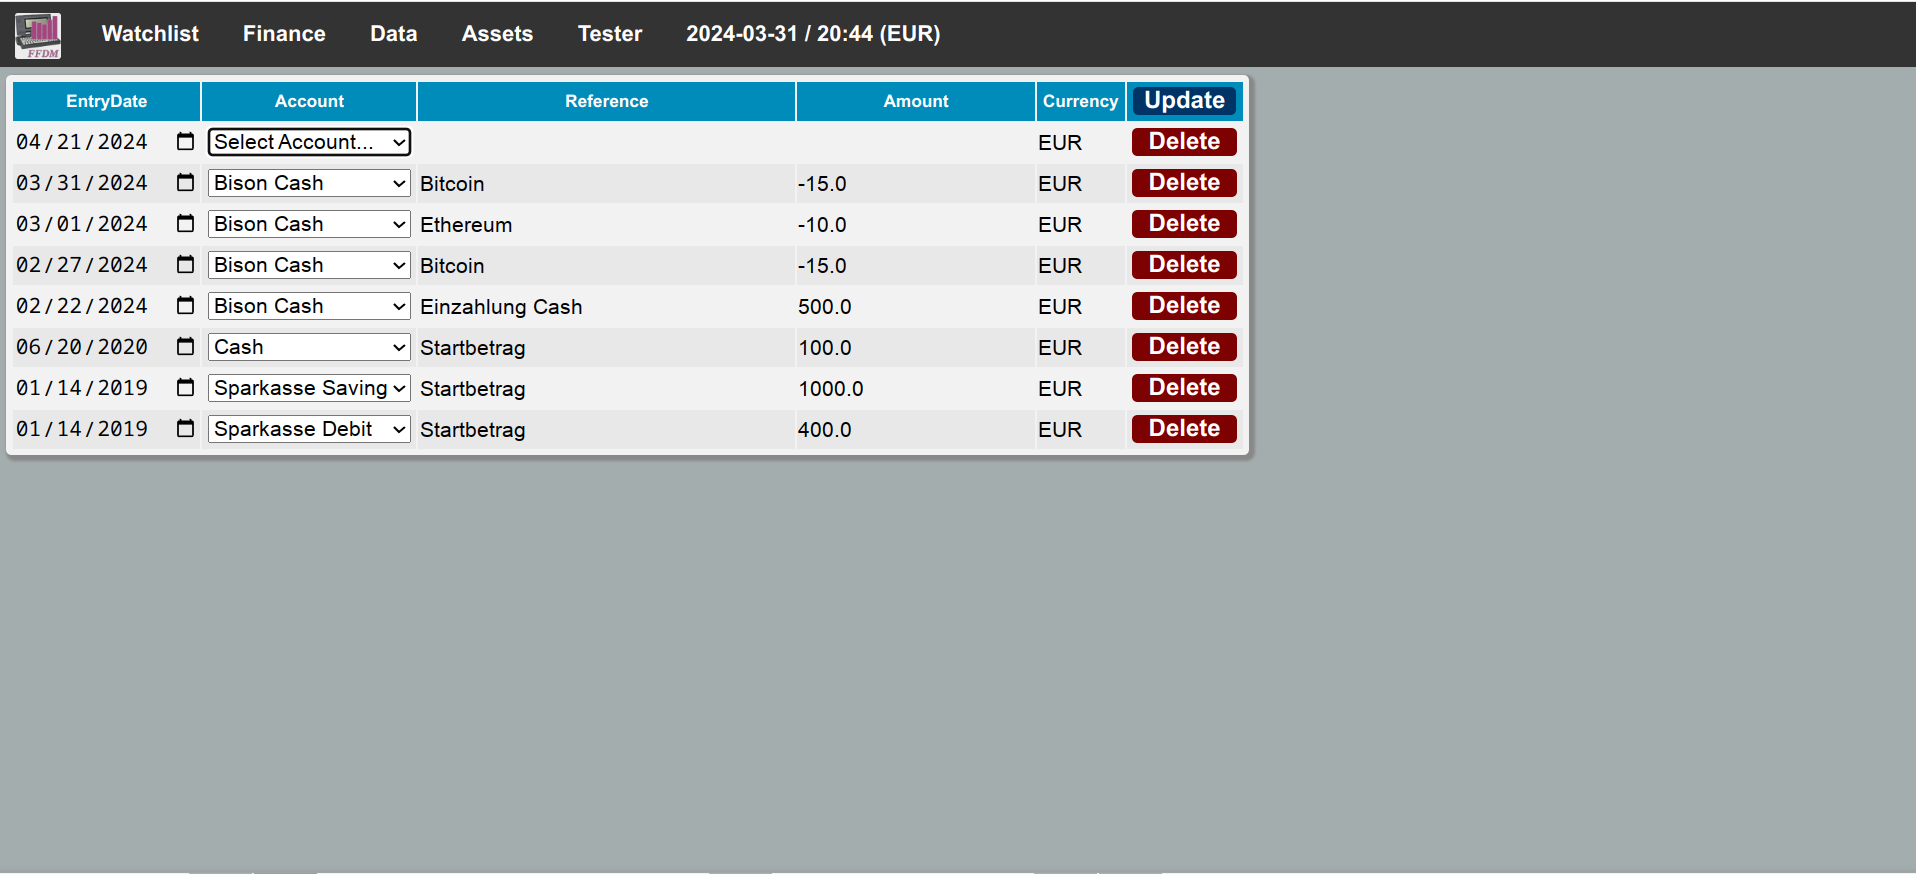 FFDM Watchlist Finance Data Assets Tester 2024-03-31 / 20:44 (EUR)
EntryDate Account Reference Amount Currency Update
04/21/2024 Select Account... EUR Delete
03/31/2024 Bison Cash Bitcoin -15.0 EUR Delete
03/01/2024 Bison Cash Ethereum -10.0 EUR Delete
02/27/2024 Bison Cash Bitcoin -15.0 EUR Delete
02/22/2024 Bison Cash Einzahlung Cash 500.0 EUR Delete
06/20/2020 Cash Startbetrag 100.0 EUR Delete
01/14/2019 Sparkasse Saving Startbetrag 1000.0 EUR Delete
01/14/2019 Sparkasse Debit Startbetrag 400.0 EUR Delete